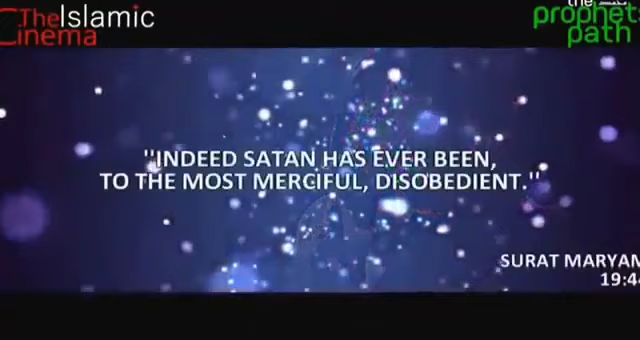 The Islamic
Cinema
the
prophets
path
"INDEED SATAN HAS EVER BEEN,
TO THE MOST MERCIFUL, DISOBEDIENT."
SURAT MARYAM
19:44